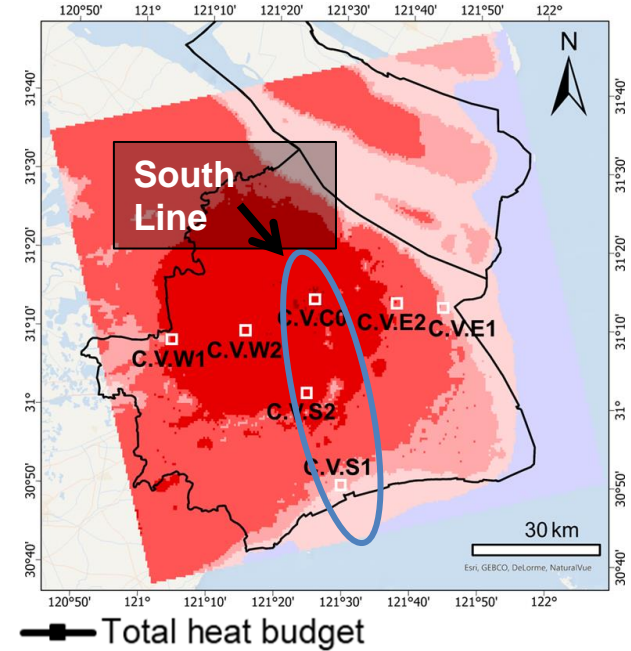 120°50' 121° 121°10' 121°20' 121°30' 121°40' 121°50' 122°
N
31°40' 31°40'
31°30' 31°30'
South
Line
31°20' 31°20'
C.V.C0 C.V.E2 C.V.E1
31°10' 31°10'
C.V.W1 C.V.W2
31° 31°
C.V.S2
C.V.S1
30°50' 30°50'
30 km
30°40' 30°40'
Esri, GEBCO, DeLorme, NaturalVue
120°50' 121° 121°10' 121°20' 121°30' 121°40' 121°50' 122°
Total heat budget